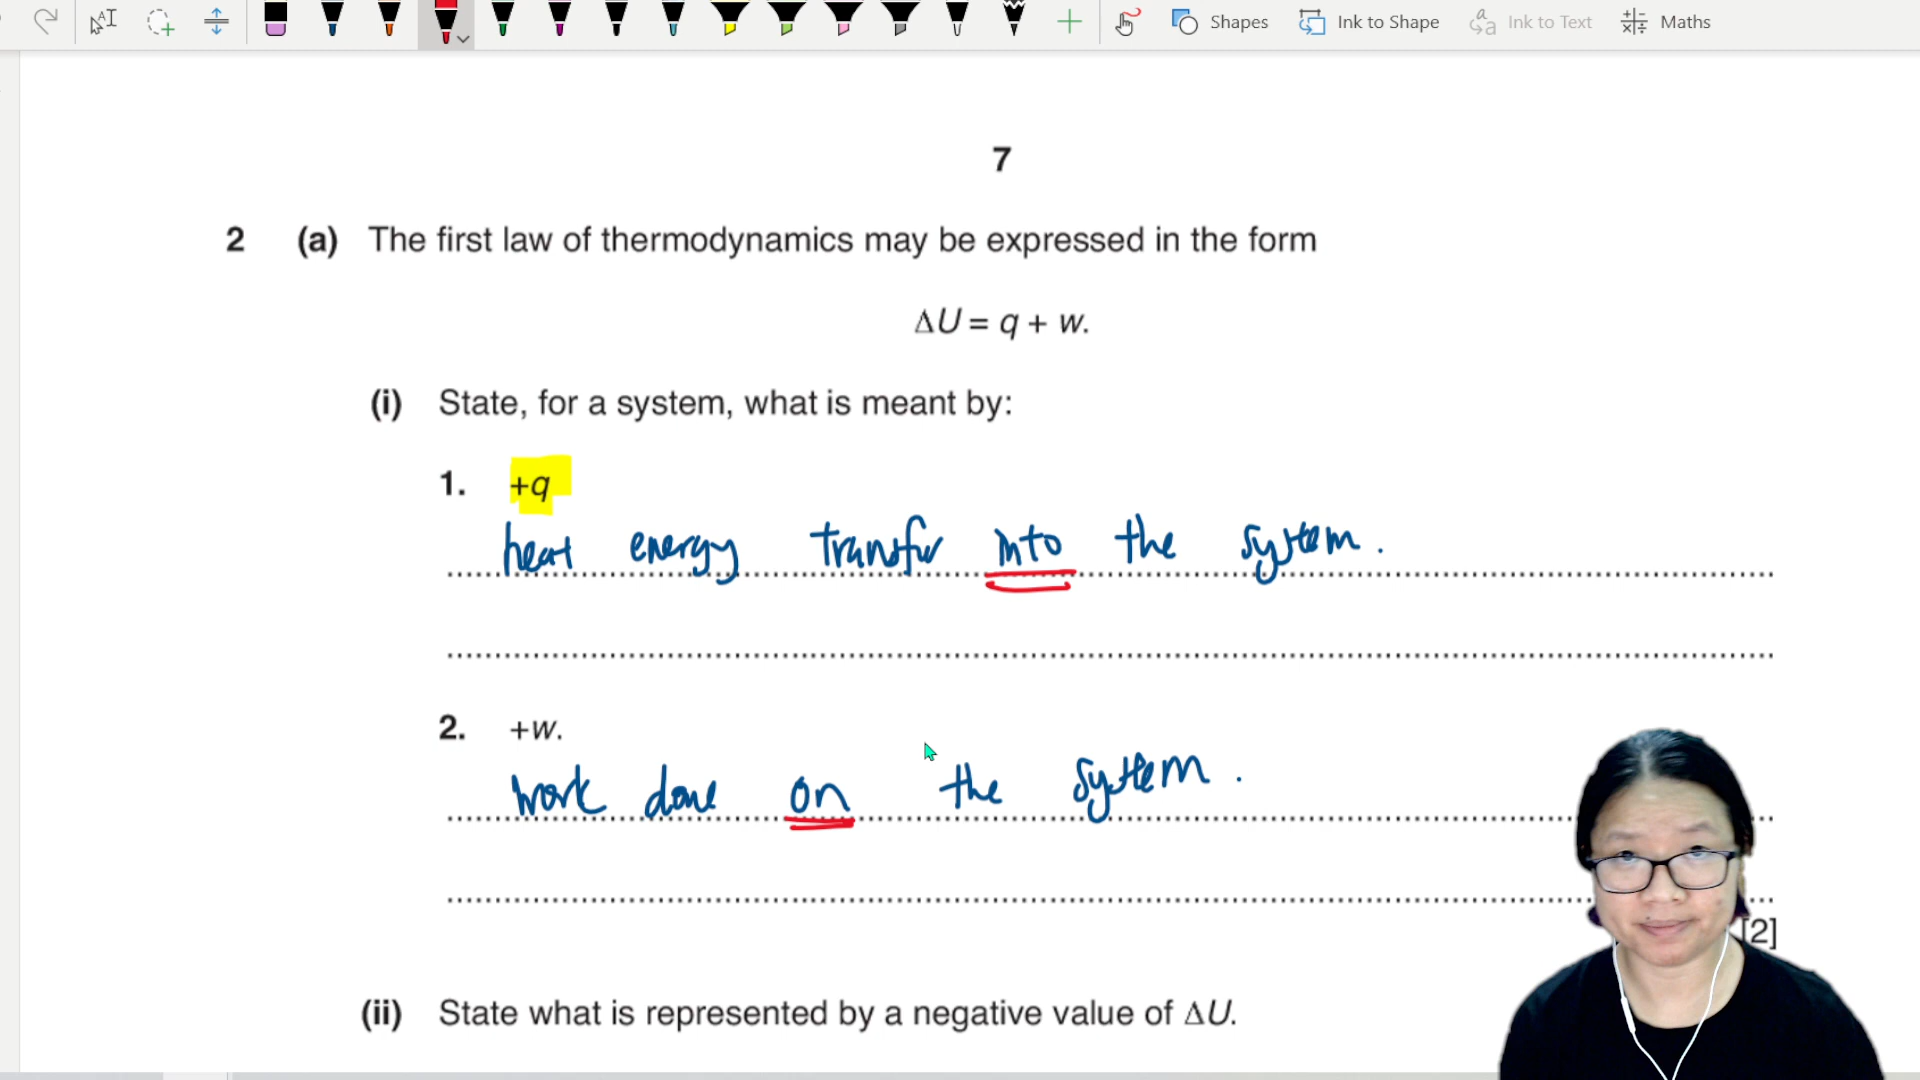 Shapes Ink to Shape Ink to Text Maths
7
2 (a) The first law of thermodynamics may be expressed in the form
ΔU = q + w.
(i) State, for a system, what is meant by:
1. +q
heat energy transfer into the system.
2. +w.
work done on the system.
[2]
(ii) State what is represented by a negative value of ΔU.